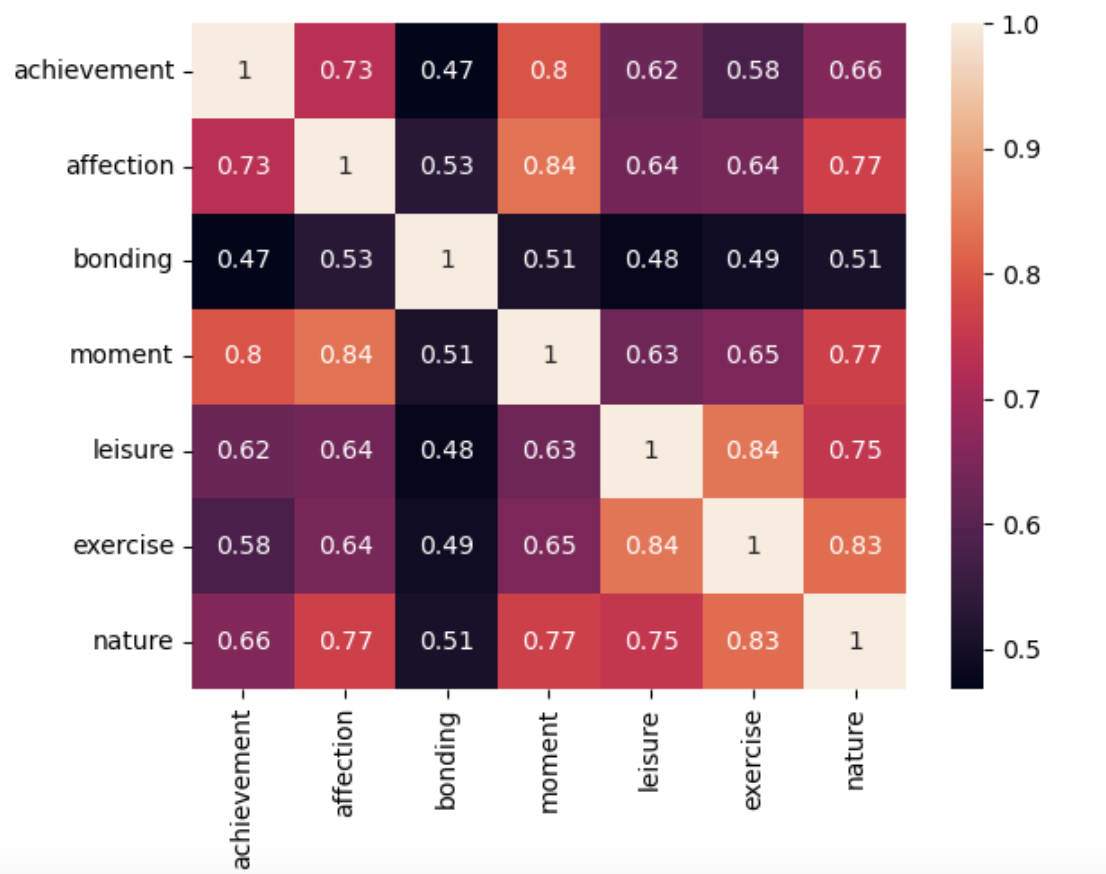 achievement 1 0.73 0.47 0.8 0.62 0.58 0.66
affection 0.73 1 0.53 0.84 0.64 0.64 0.77
bonding 0.47 0.53 1 0.51 0.48 0.49 0.51
moment 0.8 0.84 0.51 1 0.63 0.65 0.77
leisure 0.62 0.64 0.48 0.63 1 0.84 0.75
exercise 0.58 0.64 0.49 0.65 0.84 1 0.83
nature 0.66 0.77 0.51 0.77 0.75 0.83 1
achievement
affection
bonding
moment
leisure
exercise
nature
1.0
0.9
0.8
0.7
0.6
0.5